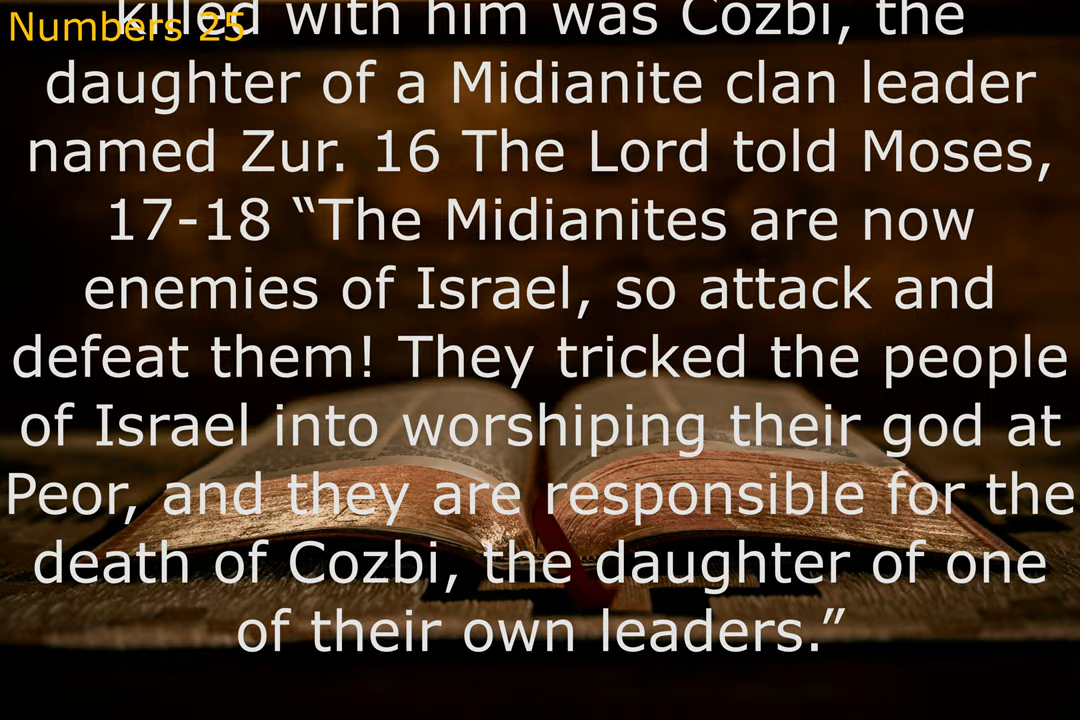 Numbers 25
killed with him was Cozbi, the
daughter of a Midianite clan leader
named Zur. 16 The Lord told Moses,
17-18 “The Midianites are now
enemies of Israel, so attack and
defeat them! They tricked the people
of Israel into worshiping their god at
Peor, and they are responsible for the
death of Cozbi, the daughter of one
of their own leaders.”